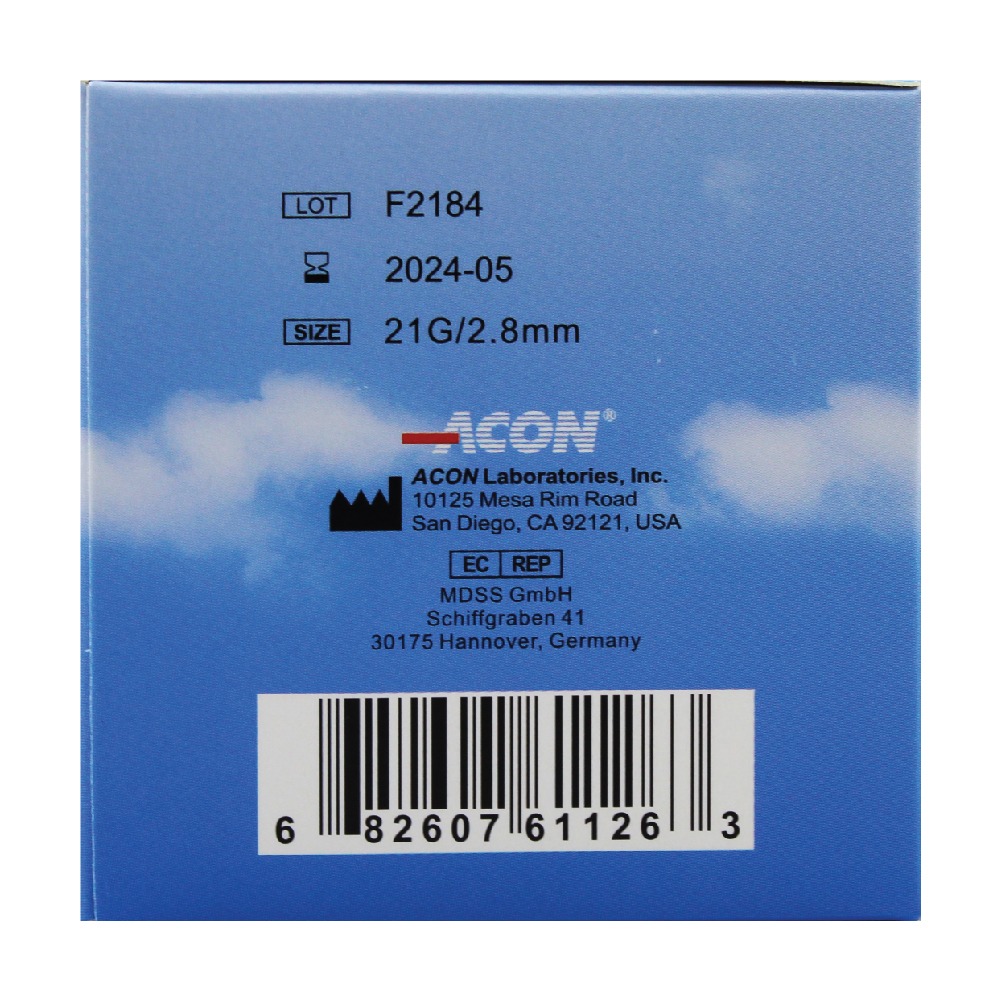 LOT F2184
2024-05
SIZE 21G/2.8mm
ACON®
ACON Laboratories, Inc.
10125 Mesa Rim Road
San Diego, CA 92121, USA
EC REP
MDSS GmbH
Schiffgraben 41
30175 Hannover, Germany
6 82607 61126 3